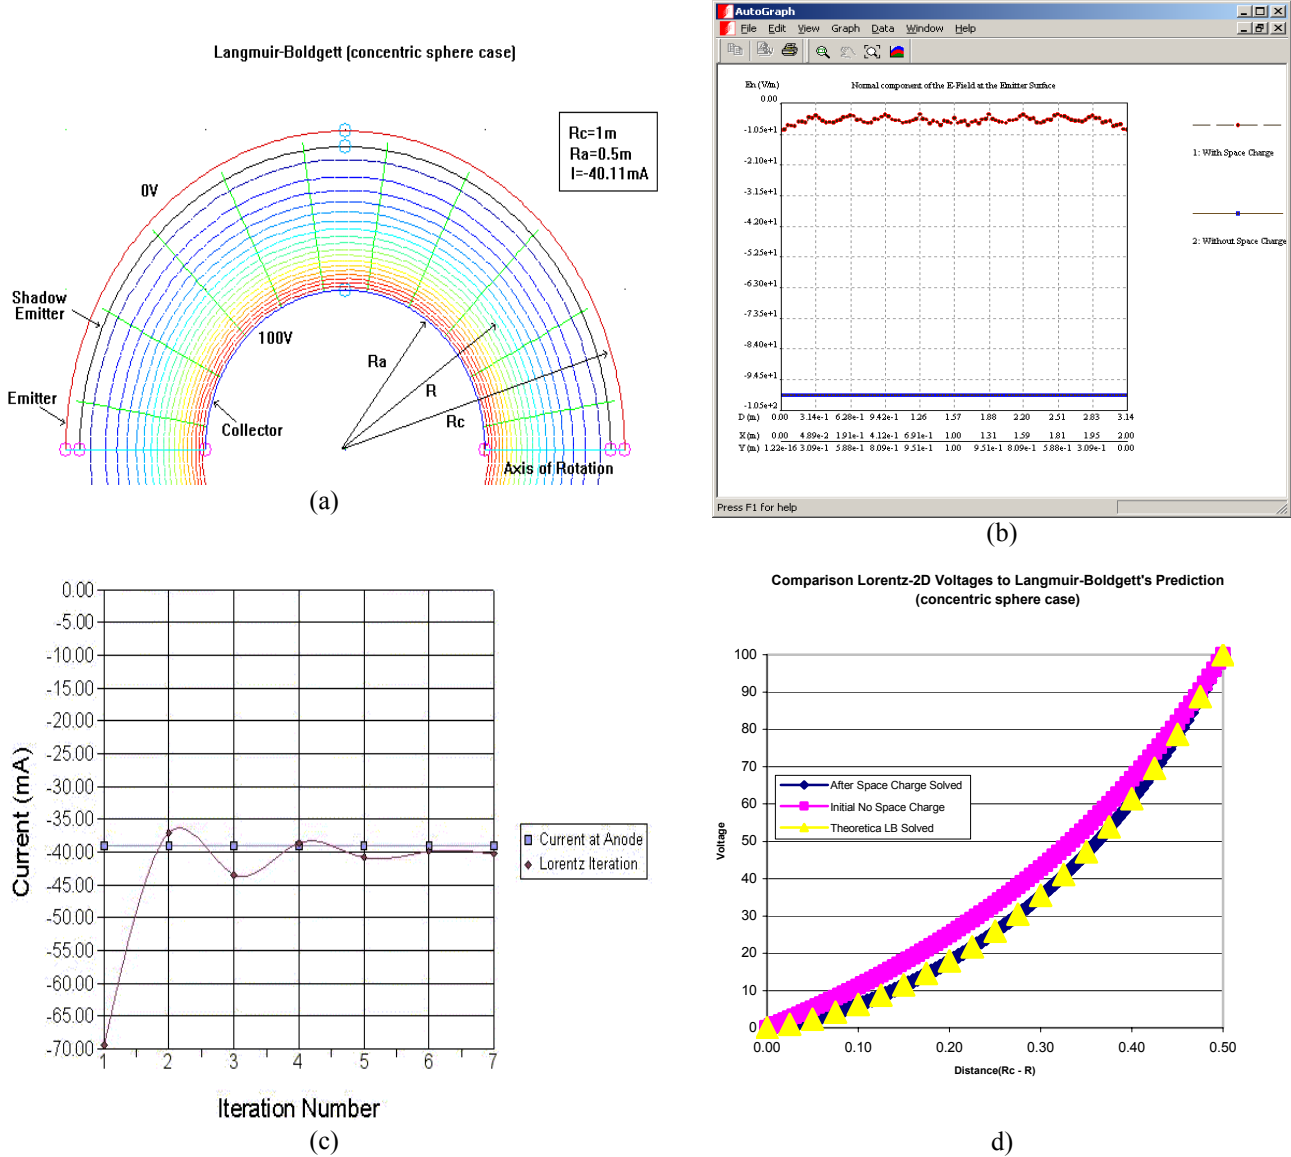 Langmuir-Boldgett (concentric sphere case)
Rc=1m
Ra=0.5m
I=-40.11mA
0V
Shadow
Emitter
100V
Ra
R
Rc
Emitter
Collector
Axis of Rotation
(a)
AutoGraph
File Edit View Graph Data Window Help
En (V/m)
Normal component of the E-Field at the Emitter Surface
0.00
-1.05e+1
-2.10e+1
-3.15e+1
-4.20e+1
-5.25e+1
-6.30e+1
-7.35e+1
-8.40e+1
-9.45e+1
-1.05e+2
1: With Space Charge
2: Without Space Charge
D (m) 0.00 3.14e-1 6.28e-1 9.42e-1 1.26 1.57 1.88 2.20 2.51 2.83 3.14
X (m) 0.00 4.89e-2 1.91e-1 4.12e-1 6.91e-1 1.00 1.31 1.59 1.81 1.95 2.00
Y (m) 1.22e-16 3.09e-1 5.88e-1 8.09e-1 9.51e-1 1.00 9.51e-1 8.09e-1 5.88e-1 3.09e-1 0.00
Press F1 for help
(b)
0.00
-5.00
-10.00
-15.00
-20.00
-25.00
-30.00
-35.00
-40.00
-45.00
-50.00
-55.00
-60.00
-65.00
-70.00
Current (mA)
1 2 3 4 5 6 7
Iteration Number
Current at Anode
Lorentz Iteration
(c)
Comparison Lorentz-2D Voltages to Langmuir-Boldgett's Prediction
(concentric sphere case)
100
90
80
70
60
50
40
30
20
10
0
Voltage
After Space Charge Solved
Initial No Space Charge
Theoretica LB Solved
0.00 0.10 0.20 0.30 0.40 0.50
Distance(Rc - R)
d)